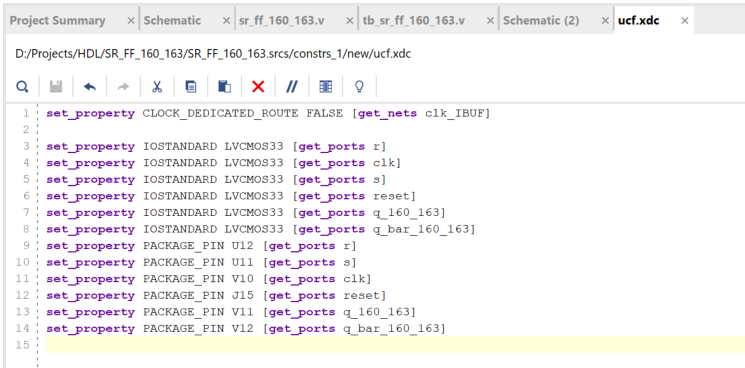 Project Summary × Schematic × sr_ff_160_163.v × tb_sr_ff_160_163.v × Schematic (2) × ucf.xdc ×
D:/Projects/HDL/SR_FF_160_163/SR_FF_160_163.srcs/constrs_1/new/ucf.xdc
1 set_property CLOCK_DEDICATED_ROUTE FALSE [get_nets clk_IBUF]
2
3 set_property IOSTANDARD LVCMOS33 [get_ports r]
4 set_property IOSTANDARD LVCMOS33 [get_ports clk]
5 set_property IOSTANDARD LVCMOS33 [get_ports s]
6 set_property IOSTANDARD LVCMOS33 [get_ports reset]
7 set_property IOSTANDARD LVCMOS33 [get_ports q_160_163]
8 set_property IOSTANDARD LVCMOS33 [get_ports q_bar_160_163]
9 set_property PACKAGE_PIN U12 [get_ports r]
10 set_property PACKAGE_PIN U11 [get_ports s]
11 set_property PACKAGE_PIN V10 [get_ports clk]
12 set_property PACKAGE_PIN J15 [get_ports reset]
13 set_property PACKAGE_PIN V11 [get_ports q_160_163]
14 set_property PACKAGE_PIN V12 [get_ports q_bar_160_163]
15